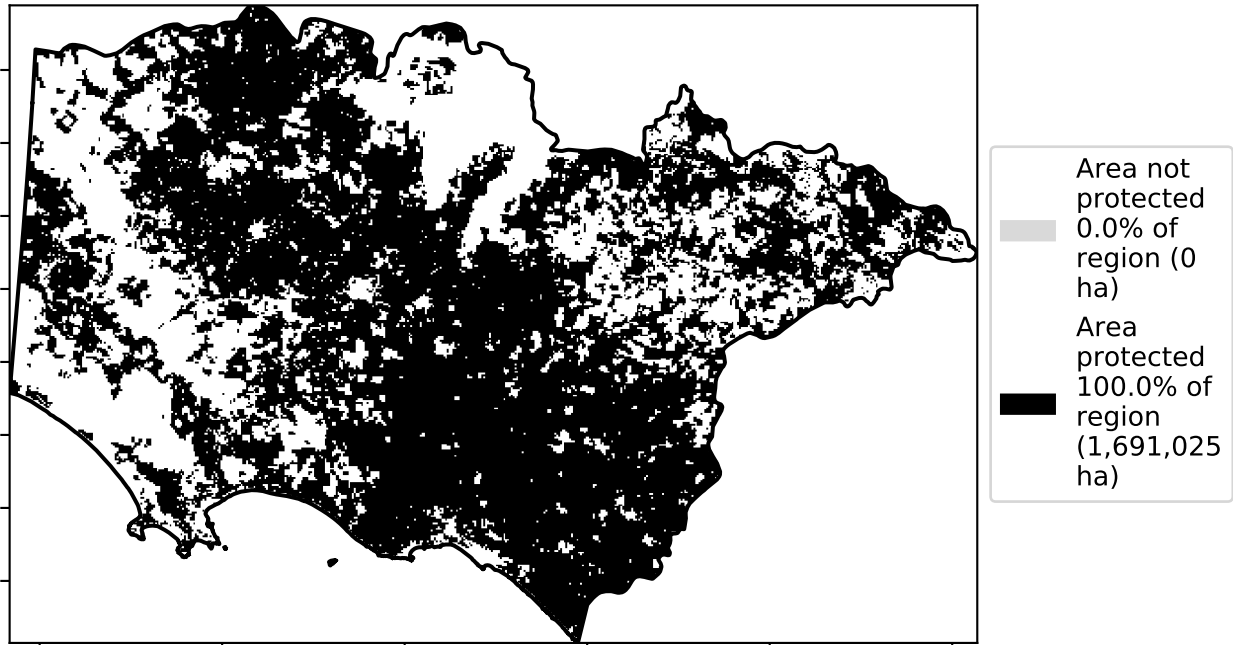 Area not
protected
0.0% of
region (0
ha)
Area
protected
100.0% of
region
(1,691,025
ha)